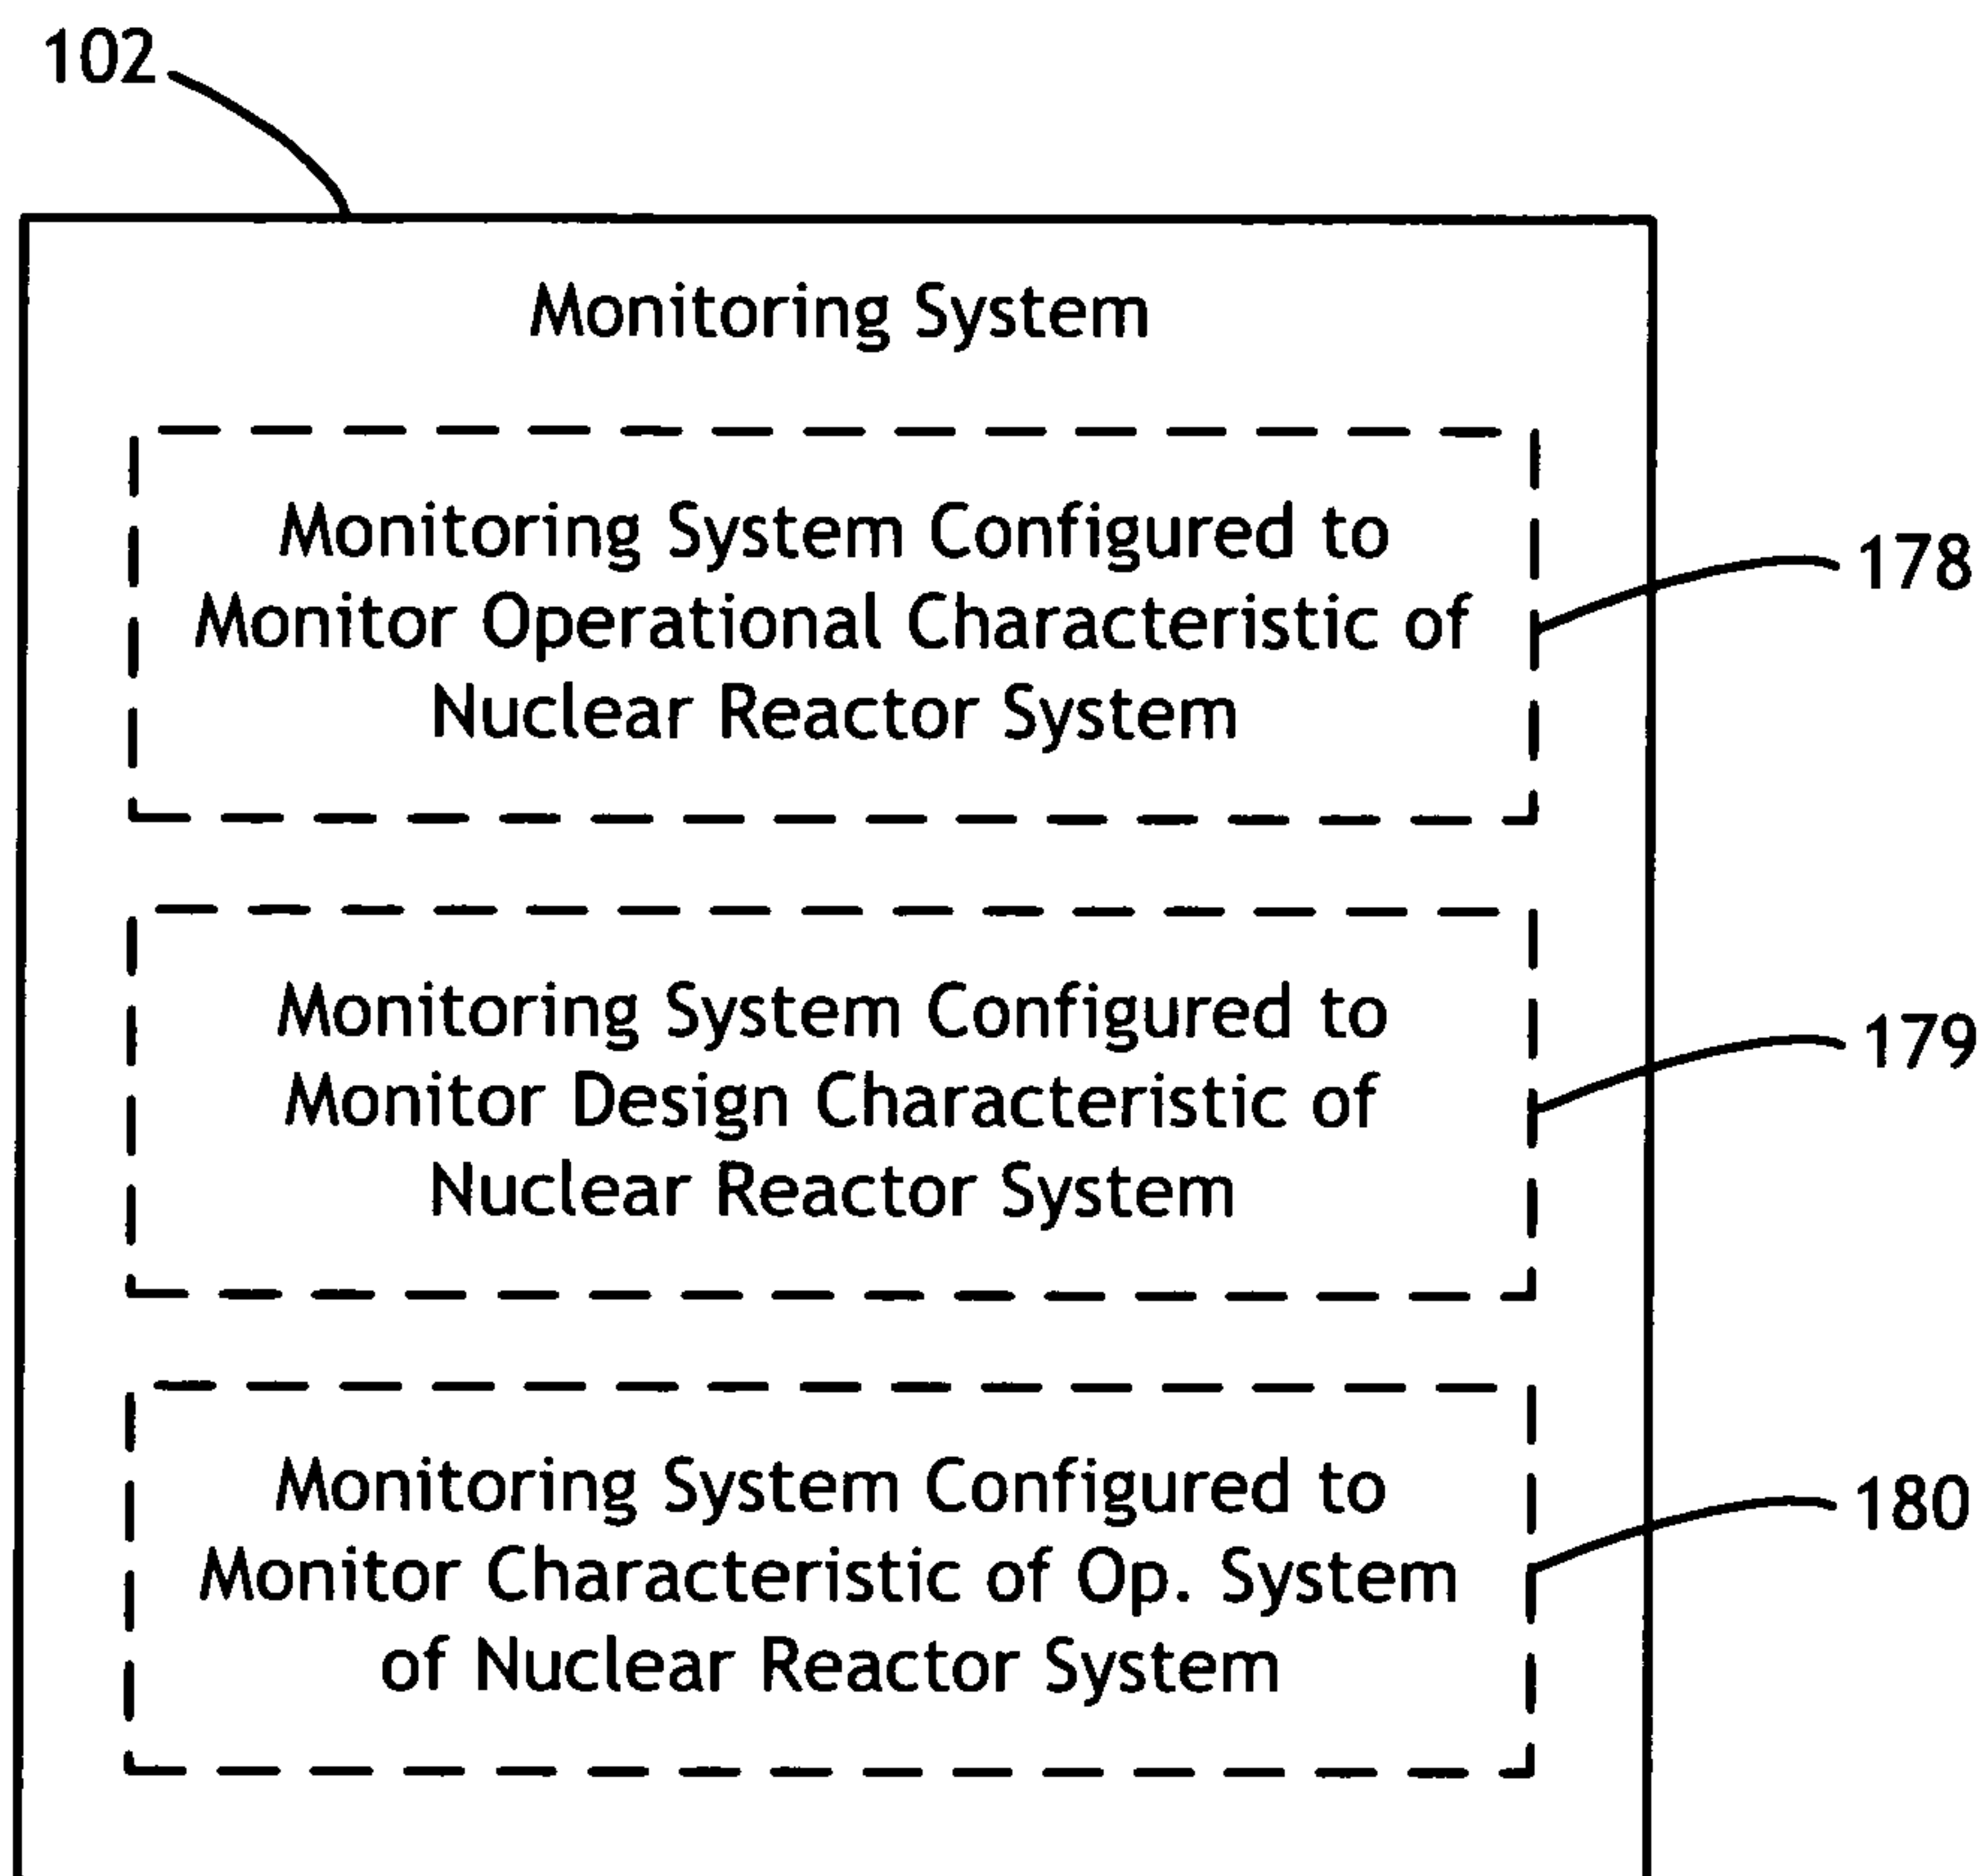 102
Monitoring System
Monitoring System Configured to
Monitor Operational Characteristic of
Nuclear Reactor System
178
Monitoring System Configured to
Monitor Design Characteristic of
Nuclear Reactor System
179
Monitoring System Configured to
Monitor Characteristic of Op. System
of Nuclear Reactor System
180